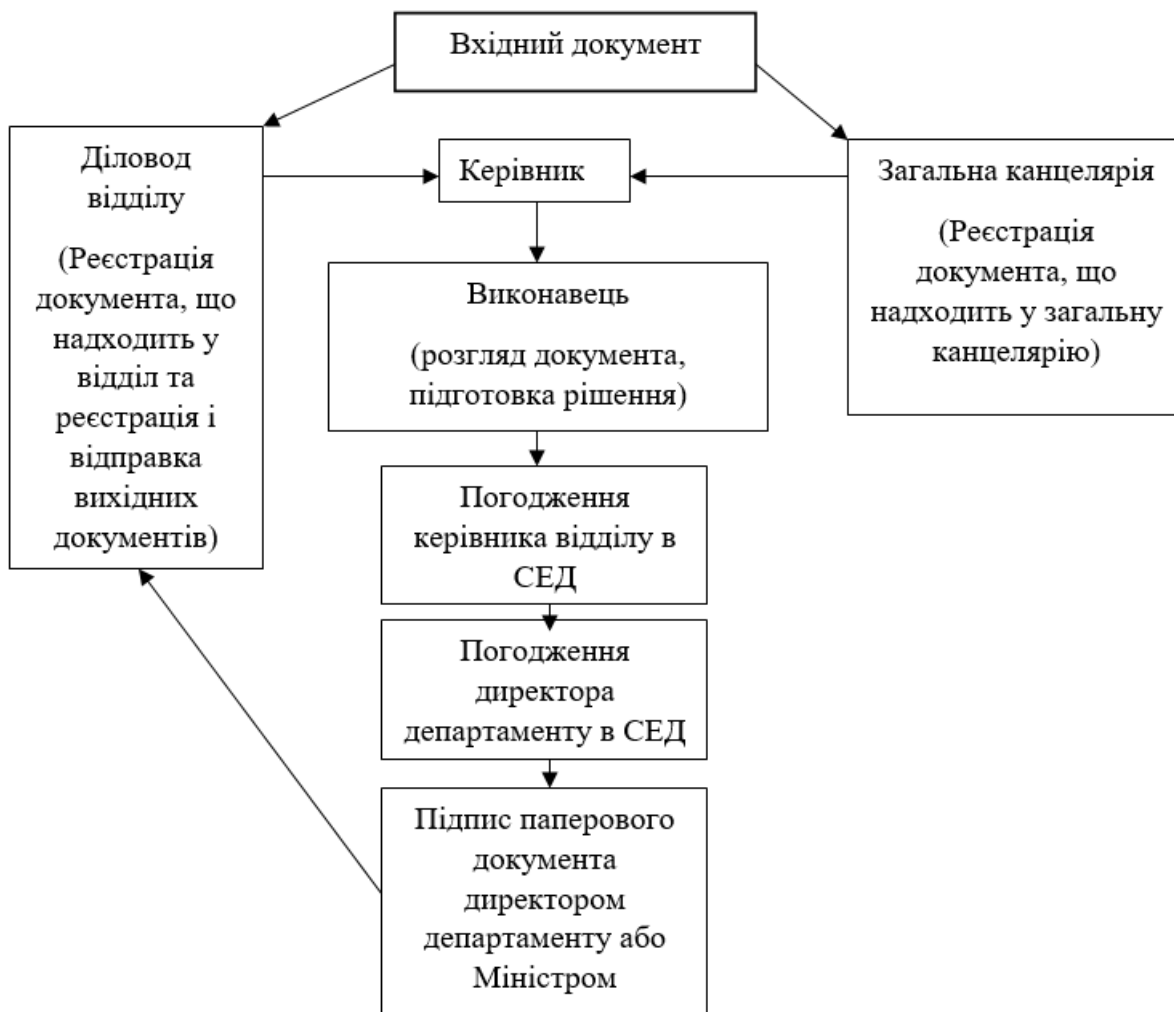 Вхідний документ
Діловод
відділу
(Реєстрація
документа, що
надходить у
відділ та
реєстрація і
відправка
вихідних
документів)
Керівник
Загальна канцелярія
(Реєстрація
документа, що
надходить у загальну
канцелярію)
Виконавець
(розгляд документа,
підготовка рішення)
Погодження
керівника відділу в
СЕД
Погодження
директора
департаменту в СЕД
Підпис паперового
документа
директором
департаменту або
Міністром